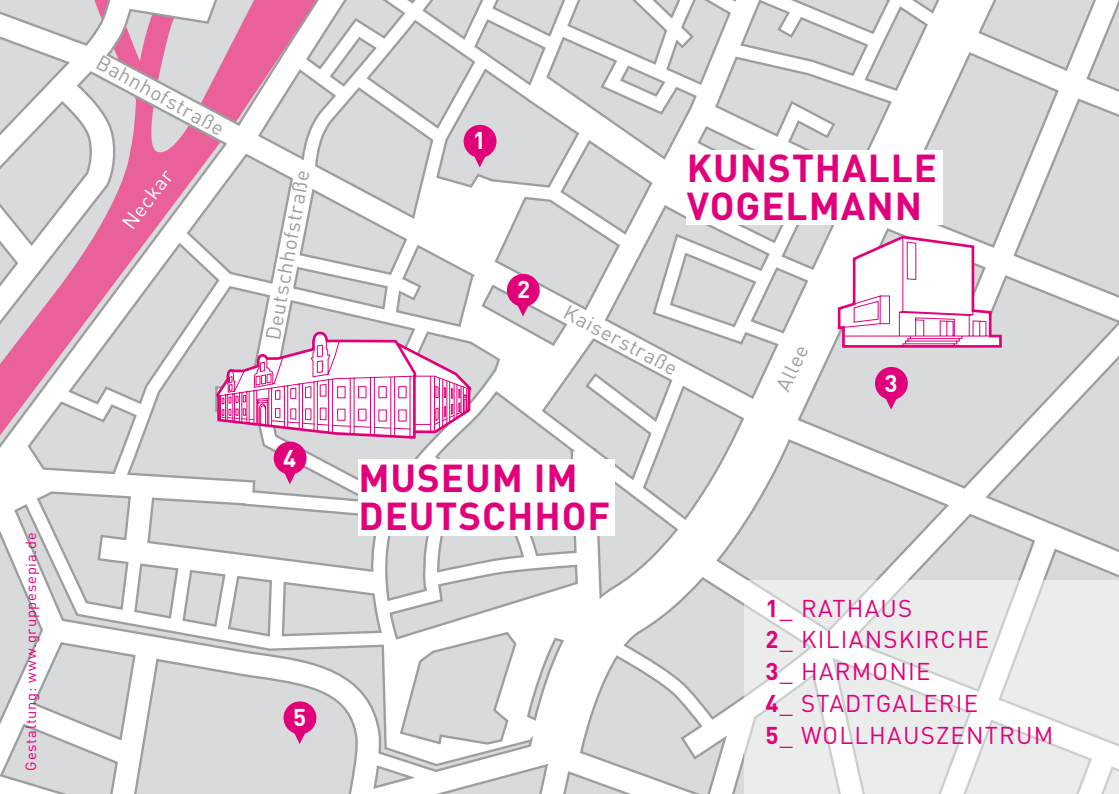 Bahnhofstraße
Neckar
Deutschhofstraße
1
KUNSTHALLE
VOGELMANN
2
Kaiserstraße
Allee
3
4
MUSEUM IM
DEUTSCHHOF
5
1_ RATHAUS
2_ KILIANSKIRCHE
3_ HARMONIE
4_ STADTGALERIE
5_ WOLLHAUSZENTRUM
Gestaltung: www.gruppesepia.de